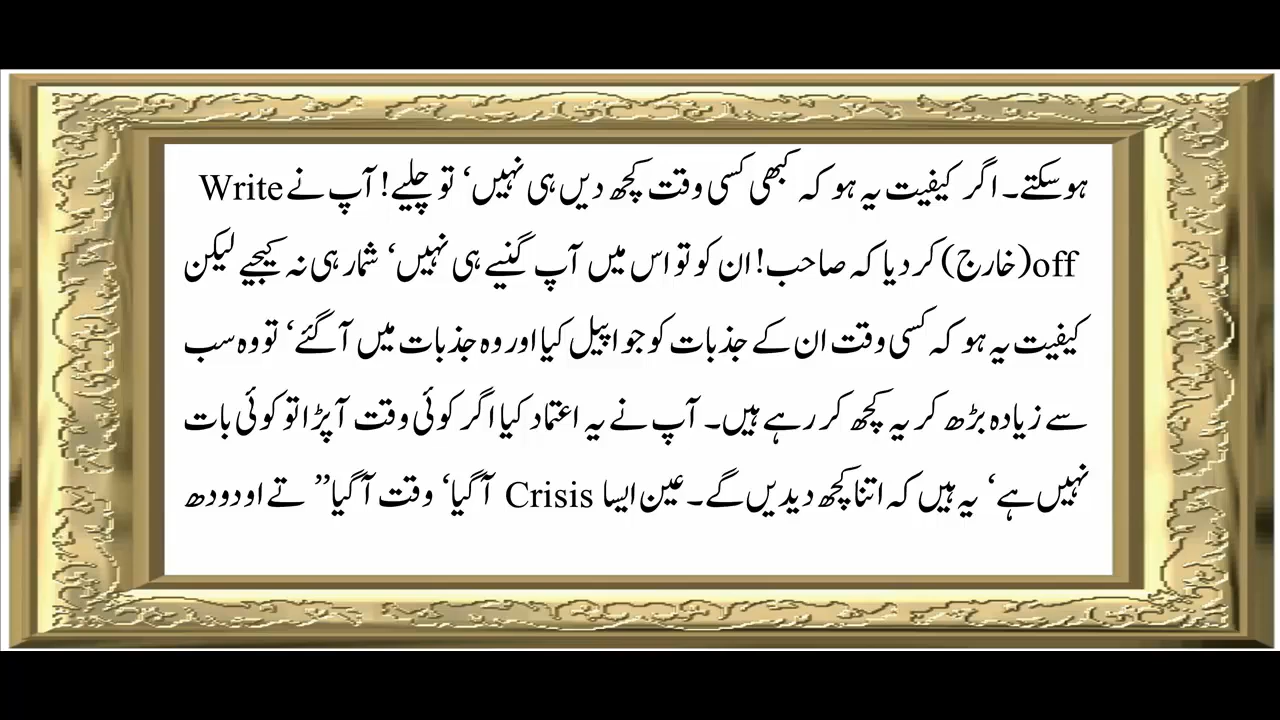 ہوسکتے۔ اگر کیفیت یہ ہو کہ کبھی کسی وقت کچھ دیں ہی نہیں‘ تو چلیے! آپ نے Write
off (خارج) کر دیا کہ صاحب! ان کو تو اس میں آپ گنیے ہی نہیں‘ شمار ہی نہ کیجیے لیکن
کیفیت یہ ہو کہ کسی وقت ان کے جذبات کو جو اپیل کیا اور وہ جذبات میں آ گئے‘ تو وہ سب
سے زیادہ بڑھ کر یہ کچھ کر رہے ہیں۔ آپ نے یہ اعتماد کیا اگر کوئی وقت آ پڑا تو کوئی بات
نہیں ہے‘ یہ ہیں کہ اتنا کچھ دیدیں گے۔ عین ایسا Crisis آ گیا‘ وقت آ گیا” تے او دودھ